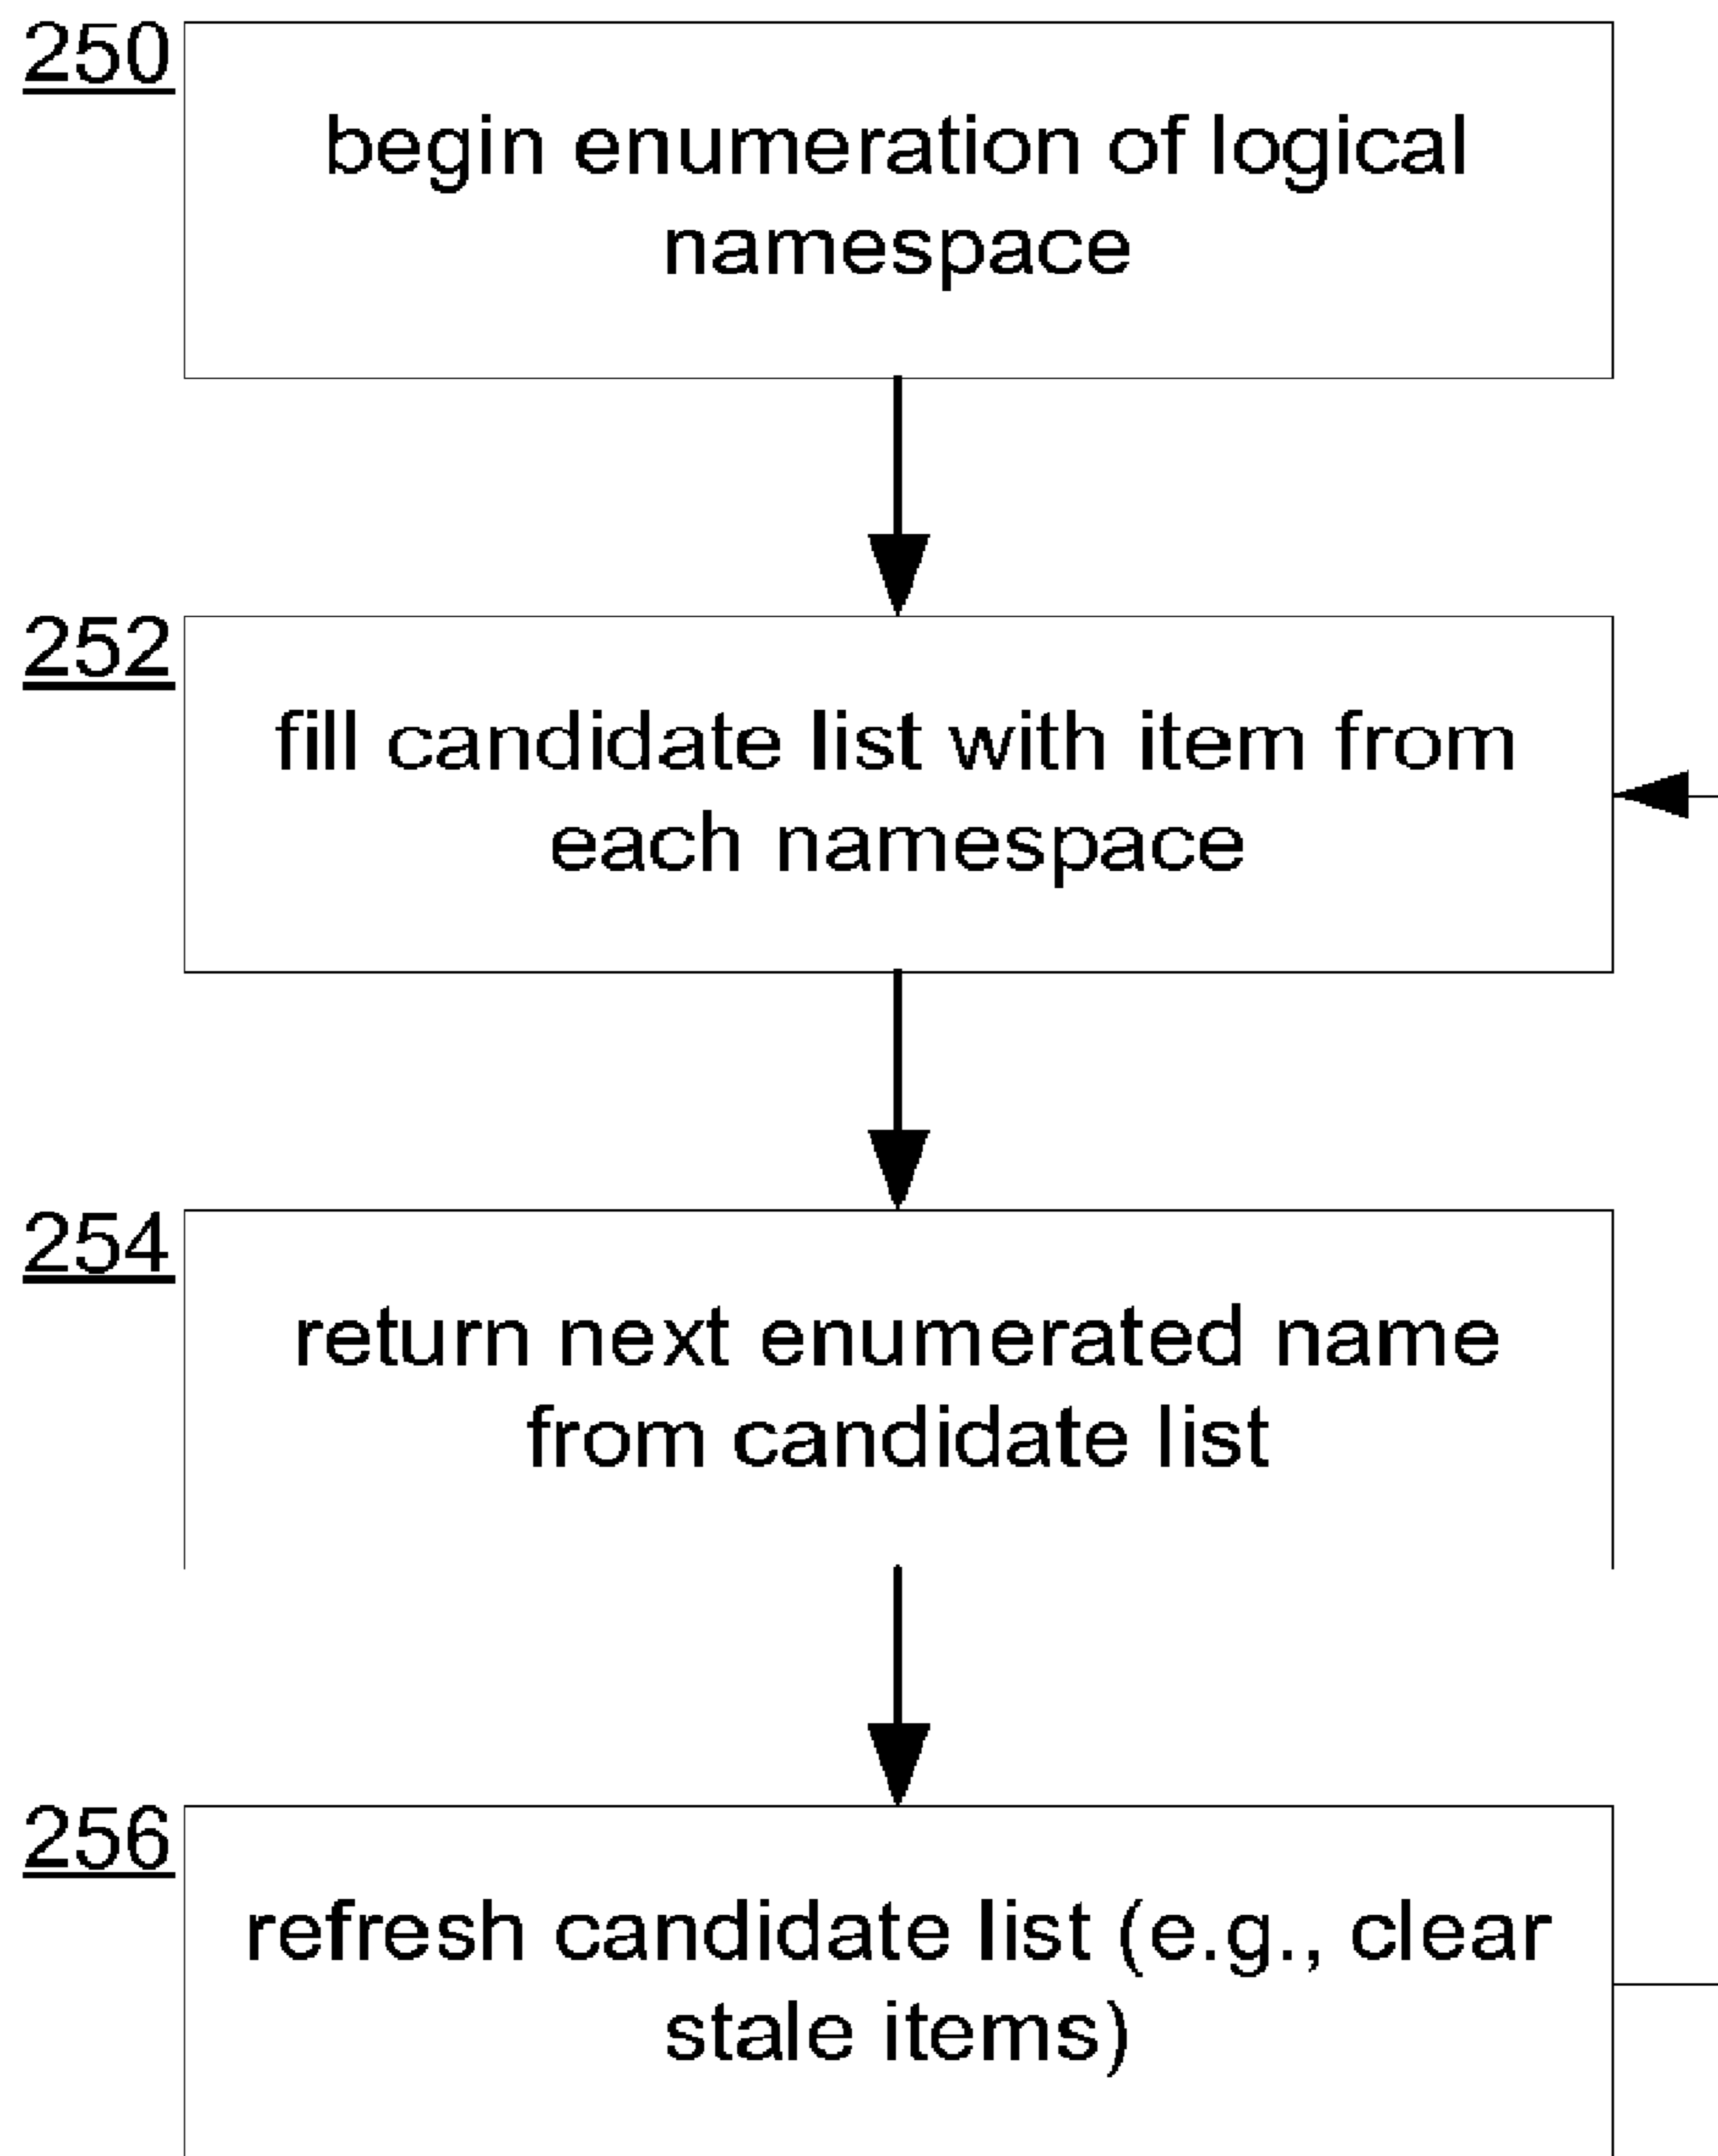 250
begin enumeration of logical
namespace
252
fill candidate list with item from
each namespace
254
return next enumerated name
from candidate list
256
refresh candidate list (e.g., clear
stale items)